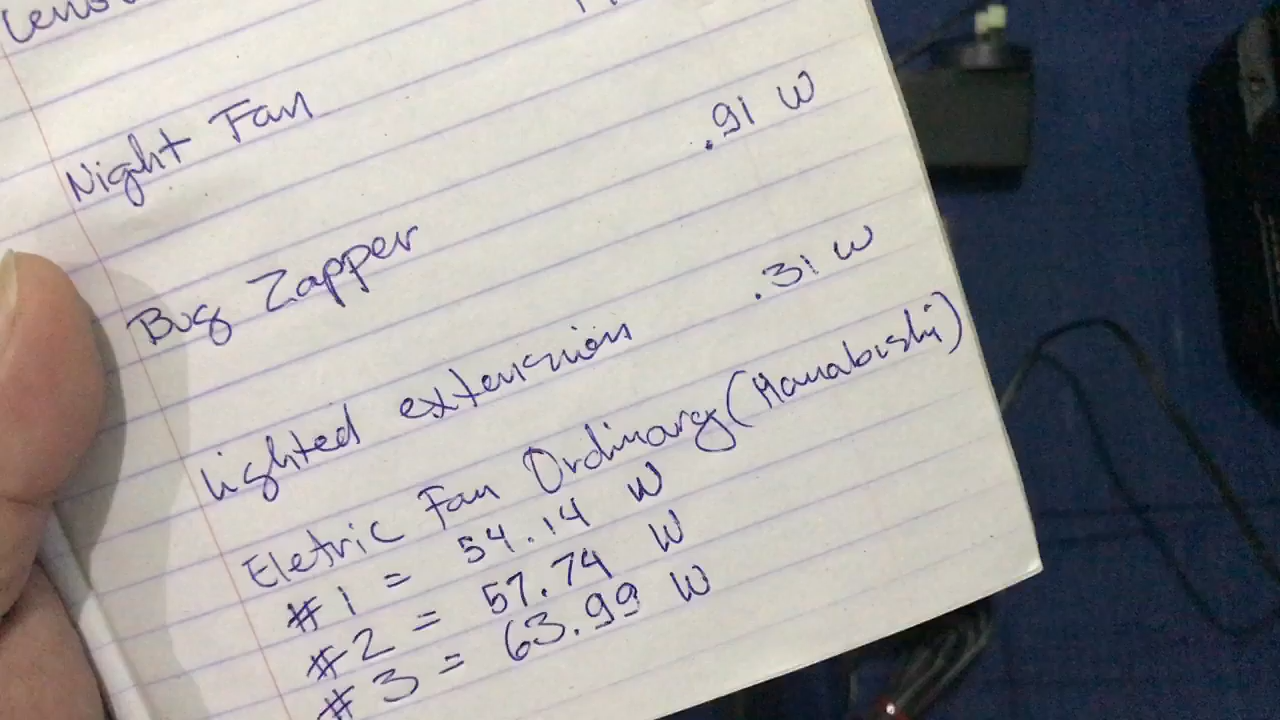 Night Fan
Bug Zapper .91 W
Lighted extension .31 W
Eletric Fan Ordinary (Hanabishi)
#1 = 54.14 W
#2 = 57.74 W
#3 = 63.99 W